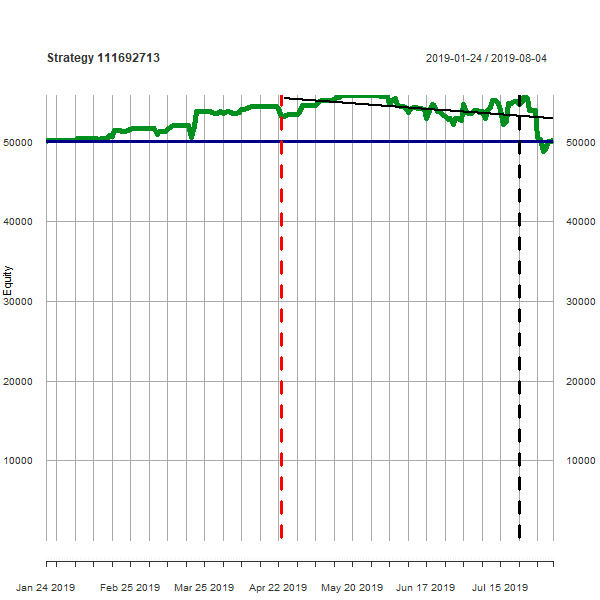 Strategy 111692713
2019-01-24 / 2019-08-04
50000
50000
40000
40000
Equity
30000
30000
20000
20000
10000
10000
Jan 24 2019
Feb 25 2019
Mar 25 2019
Apr 22 2019
May 20 2019
Jun 17 2019
Jul 15 2019